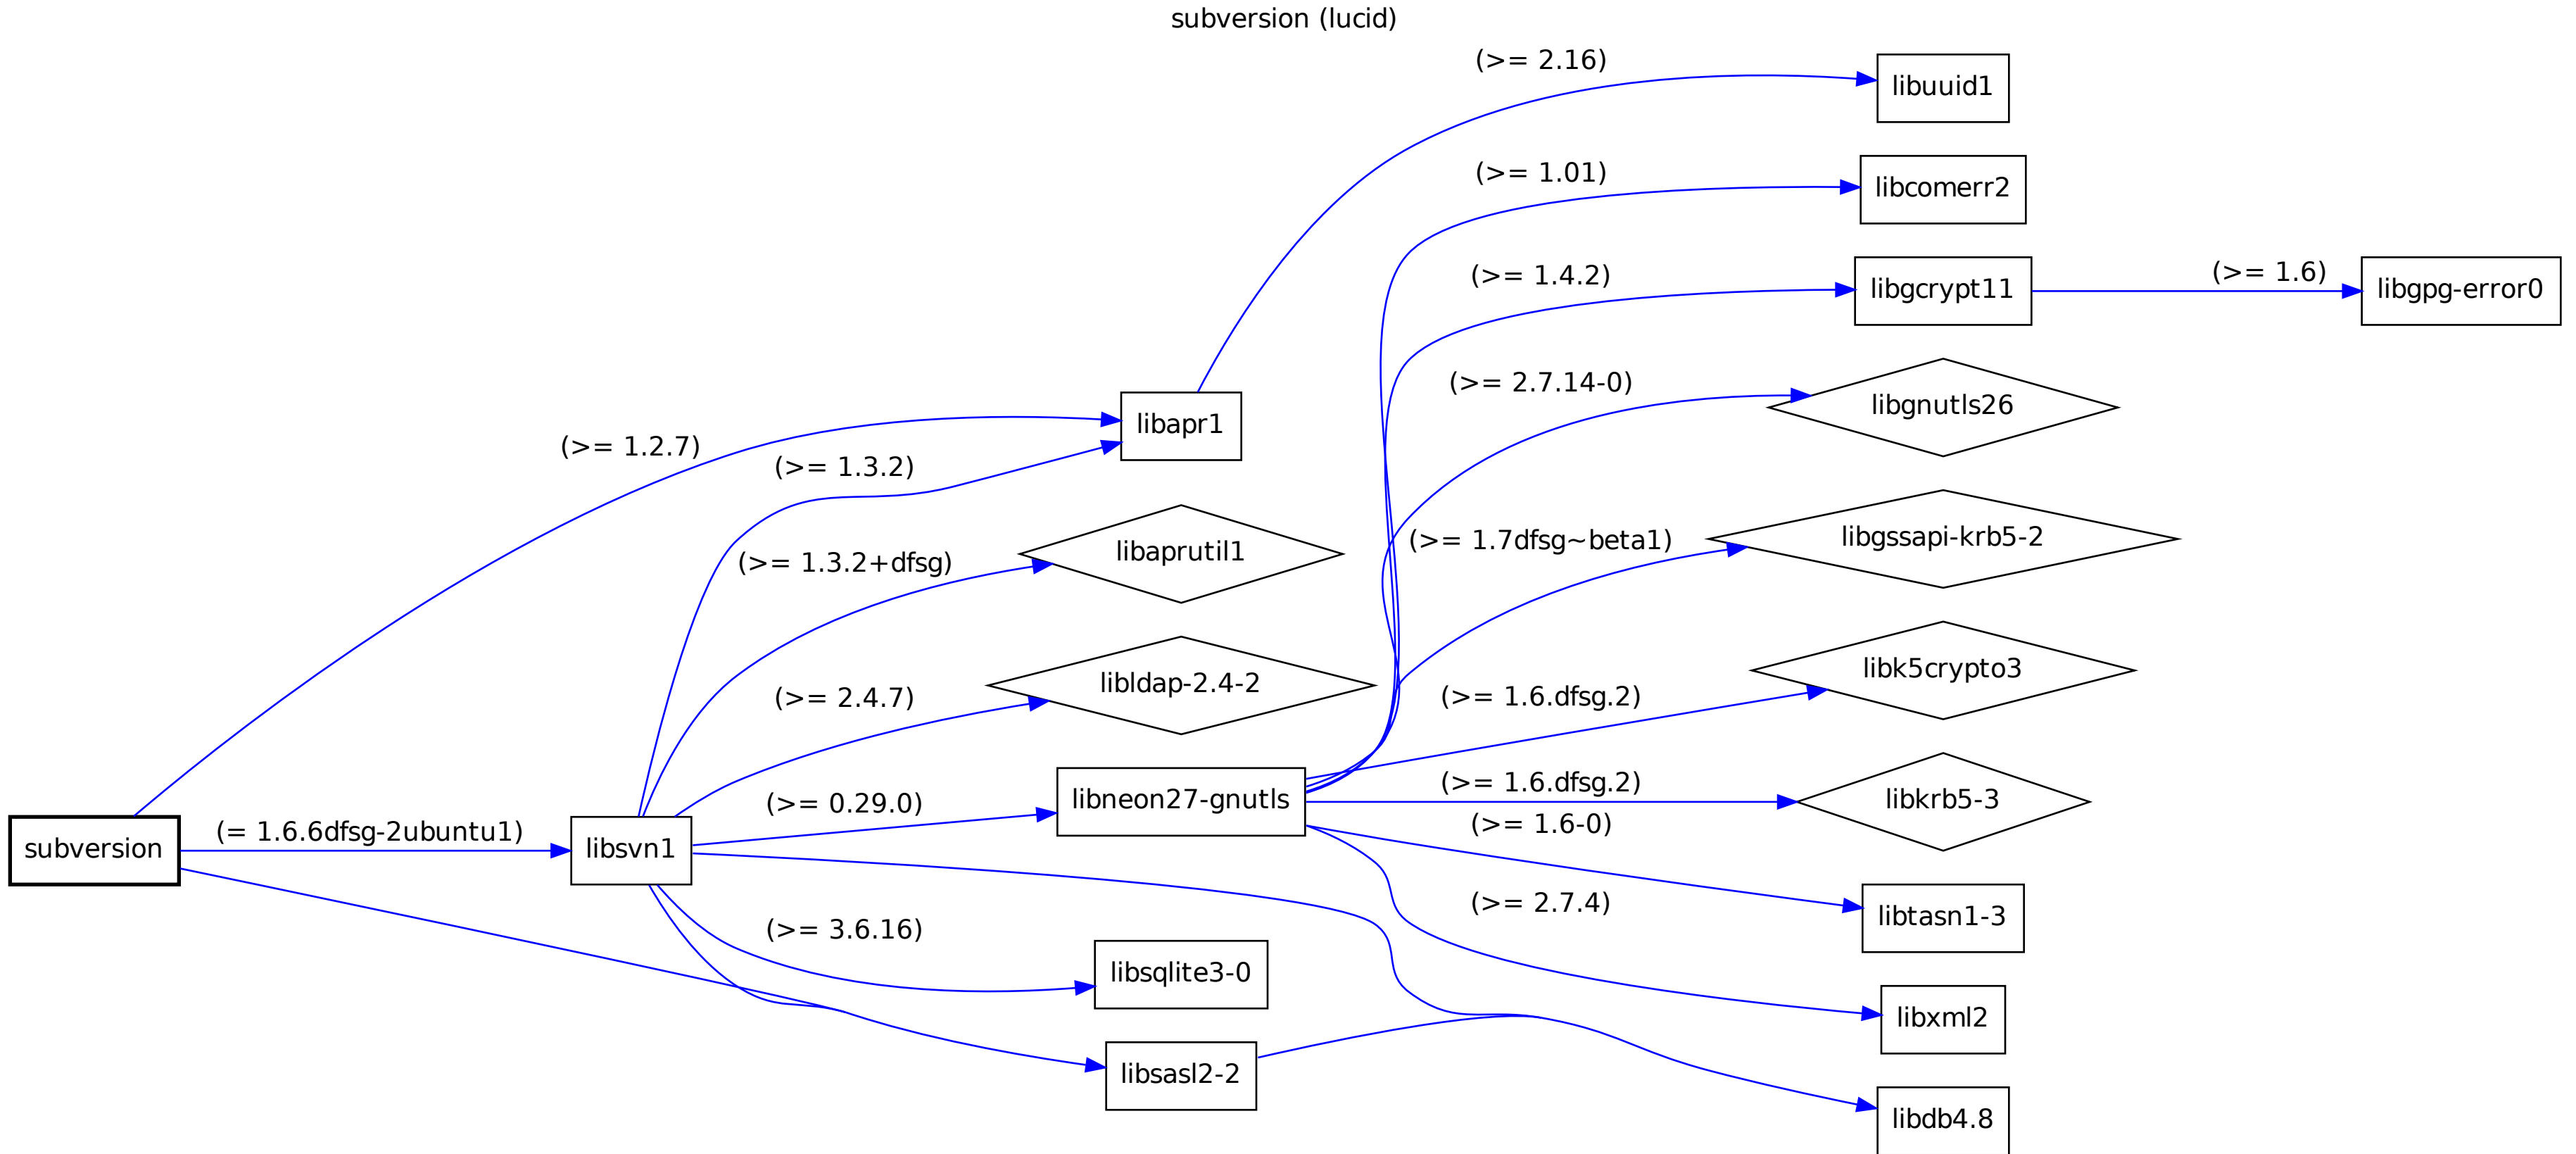 subversion (lucid)
(>= 2.16)
libuuid1
(>= 1.01)
libcomerr2
(>= 1.4.2)
libgcrypt11
(>= 1.6)
libgpg-error0
(>= 2.7.14-0)
libgnutls26
libapr1
(>= 1.2.7)
(>= 1.3.2)
(>= 1.7dfsg~beta1)
libgssapi-krb5-2
libaprutil1
(>= 1.3.2+dfsg)
libk5crypto3
libldap-2.4-2
(>= 2.4.7)
(>= 1.6.dfsg.2)
libneon27-gnutls
(>= 0.29.0)
(>= 1.6.dfsg.2)
libkrb5-3
(>= 1.6-0)
subversion
(= 1.6.6dfsg-2ubuntu1)
libsvn1
(>= 2.7.4)
libtasn1-3
(>= 3.6.16)
libsqlite3-0
libxml2
libsasl2-2
libdb4.8